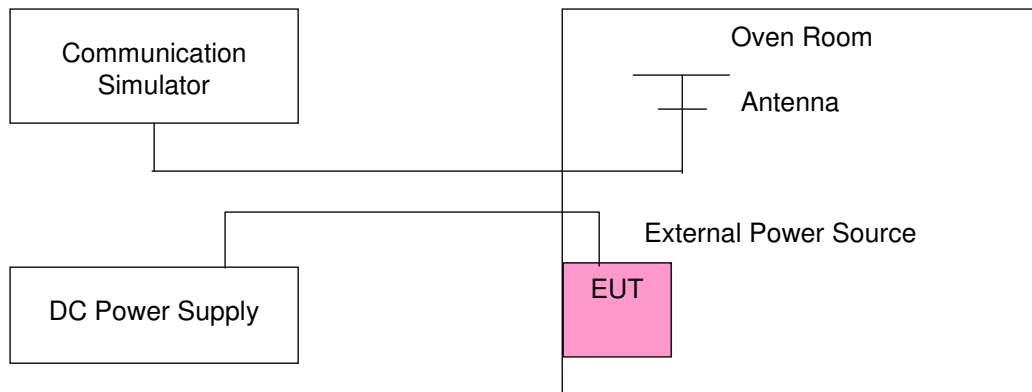 Communication
Simulator
Oven Room
Antenna
External Power Source
DC Power Supply
EUT